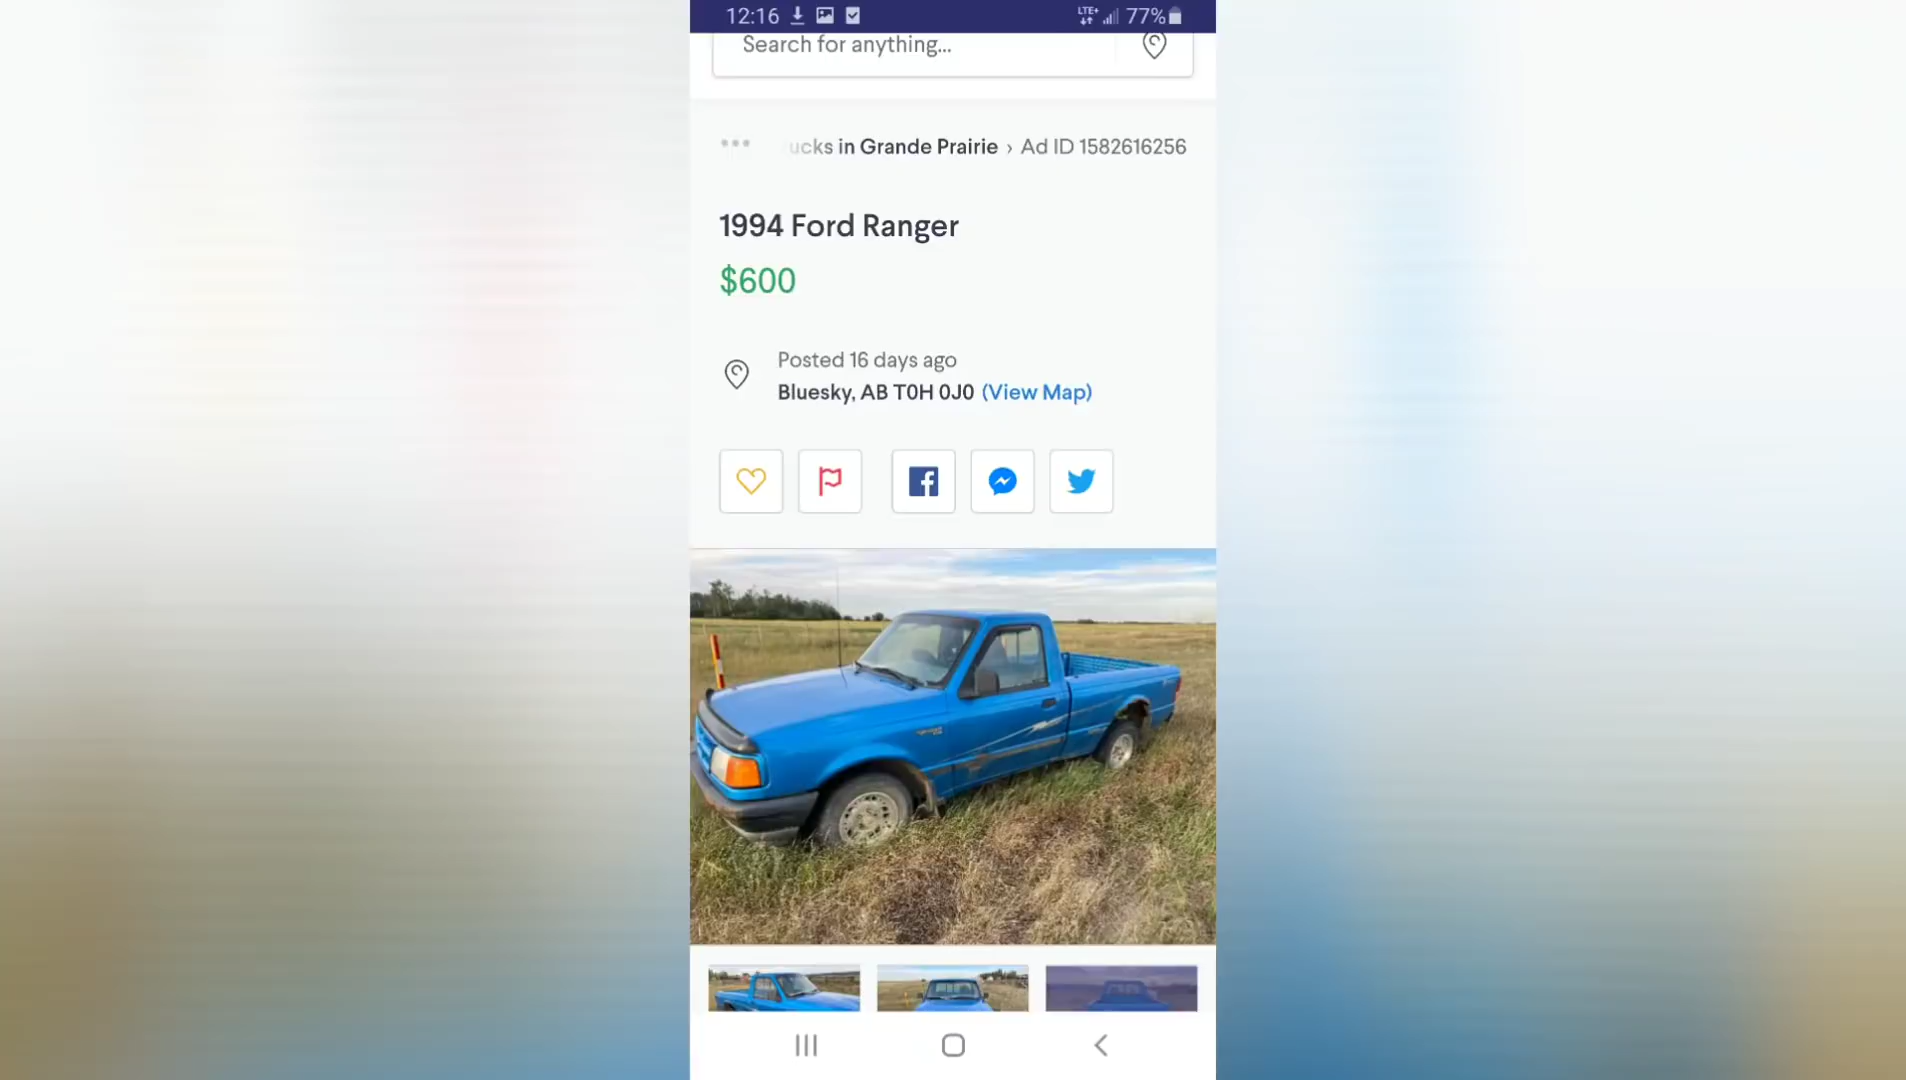 12:16 LTE+ 77%
Search for anything...
ucks in Grande Prairie › Ad ID 1582616256
1994 Ford Ranger
$600
Posted 16 days ago
Bluesky, AB T0H 0J0 (View Map)